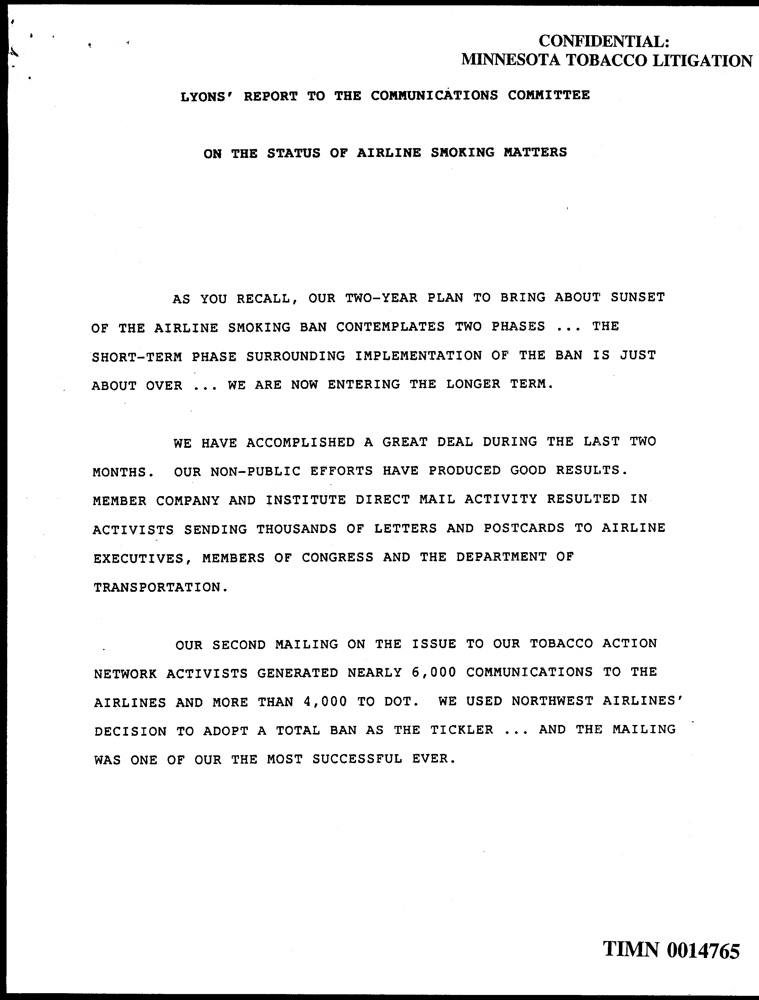 CONFIDENTIAL:
MINNESOTA TOBACCO LITIGATION
LYONS' REPORT TO THE COMMUNICATIONS COMMITTEE
ON THE STATUS OF AIRLINE SMOKING MATTERS
AS YOU RECALL, OUR TWO-YEAR PLAN TO BRING ABOUT SUNSET
OF THE AIRLINE SMOKING BAN CONTEMPLATES TWO PHASES ... THE
SHORT-TERM PHASE SURROUNDING IMPLEMENTATION OF THE BAN IS JUST
ABOUT OVER ... WE ARE NOW ENTERING THE LONGER TERM.
WE HAVE ACCOMPLISHED A GREAT DEAL DURING THE LAST TWO
MONTHS. OUR NON-PUBLIC EFFORTS HAVE PRODUCED GOOD RESULTS.
MEMBER COMPANY AND INSTITUTE DIRECT MAIL ACTIVITY RESULTED IN
ACTIVISTS SENDING THOUSANDS OF LETTERS AND POSTCARDS TO AIRLINE
EXECUTIVES, MEMBERS OF CONGRESS AND THE DEPARTMENT OF
TRANSPORTATION.
OUR SECOND MAILING ON THE ISSUE TO OUR TOBACCO ACTION
NETWORK ACTIVISTS GENERATED NEARLY 6,000 COMMUNICATIONS TO THE
AIRLINES AND MORE THAN 4,000 TO DOT. WE USED NORTHWEST AIRLINES'
DECISION TO ADOPT A TOTAL BAN AS THE TICKLER ... AND THE MAILING
WAS ONE OF OUR THE MOST SUCCESSFUL EVER.
TIMN 0014765